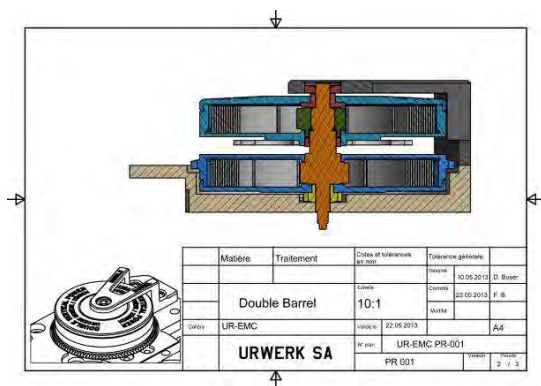 Matière Traitement Cotes et tolérances en mm Tolérance générale
Dessiné 10.05.2013 D. Buser
Double Barrel Echelle 10:1 Contrôlé 22.05.2013 F. B.
Modifié
Calibre UR-EMC Validé le 22.05.2013 A4
URWERK SA N° plan UR-EMC PR-001
PR 001 Version Feuille
2 / 3